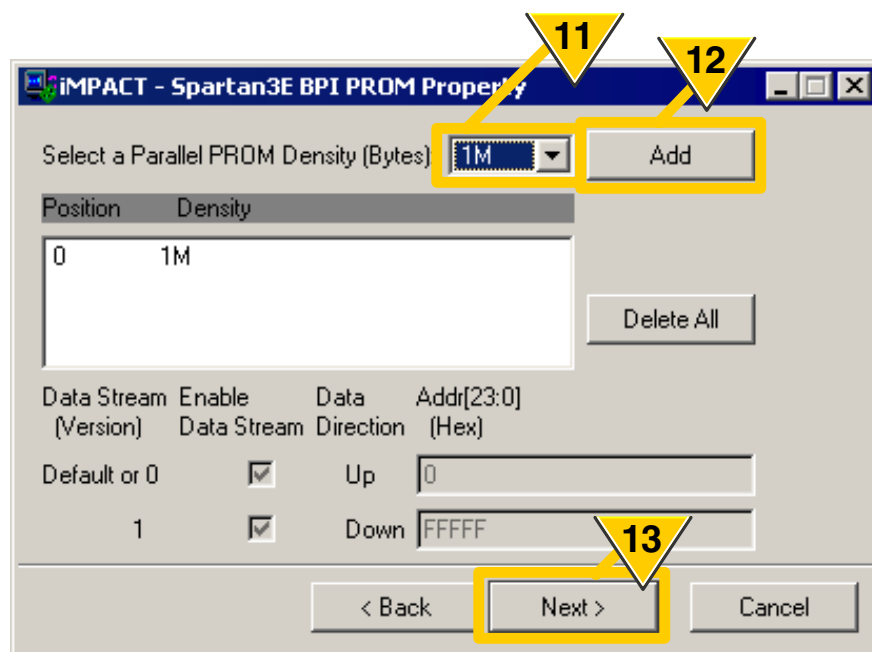 11
12
iMPACT - Spartan3E BPI PROM Property
Select a Parallel PROM Density (Bytes): 1M Add
Position Density
0 1M
Delete All
Data Stream Enable Data Addr[23:0]
(Version) Data Stream Direction (Hex)
Default or 0 Up 0
1 Down FFFFF
13
< Back Next > Cancel